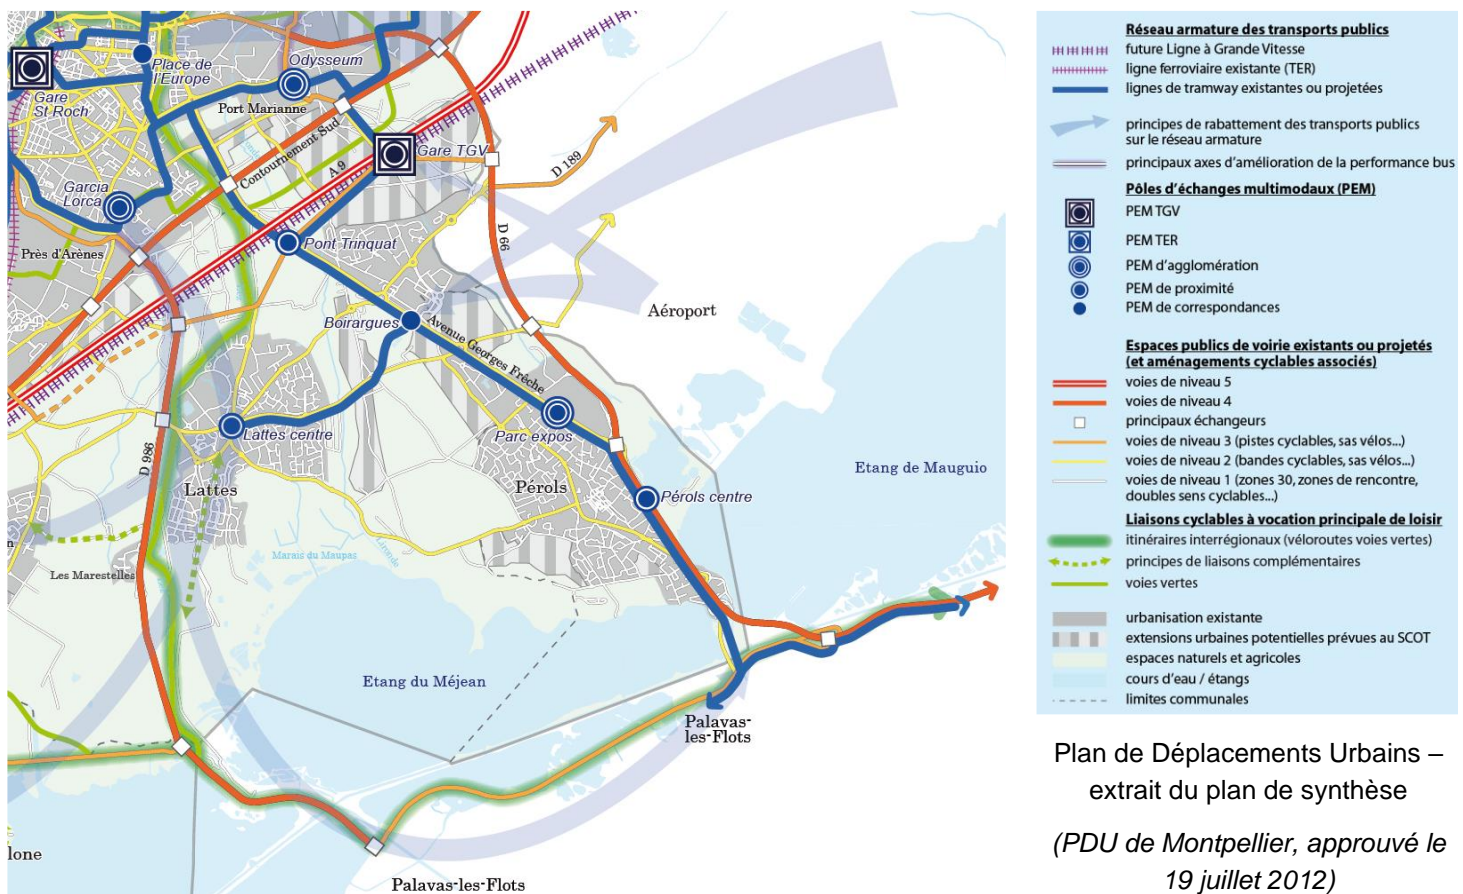 Place de
l'Europe
Odysseum
Gare
St Roch
Port Marianne
Contournement Sud
Gare TGV
A 9
D 189
Garcia
Lorca
Près d'Arènes
Pont Trinquat
D 66
Aéroport
Boirargues
Avenue Georges Frêche
Lattes centre
Parc expos
D 986
Lattes
Pérols
Etang de Mauguio
Pérols centre
Marais du Maupas
Les Marestelles
Etang du Méjean
Palavas-
les-Flots
lone
Palavas-les-Flots
Réseau armature des transports publics
future Ligne à Grande Vitesse
ligne ferroviaire existante (TER)
lignes de tramway existantes ou projetées
principes de rabattement des transports publics
sur le réseau armature
principaux axes d'amélioration de la performance bus
Pôles d'échanges multimodaux (PEM)
PEM TGV
PEM TER
PEM d'agglomération
PEM de proximité
PEM de correspondances
Espaces publics de voirie existants ou projetés
(et aménagements cyclables associés)
voies de niveau 5
voies de niveau 4
principaux échangeurs
voies de niveau 3 (pistes cyclables, sas vélos...)
voies de niveau 2 (bandes cyclables, sas vélos...)
voies de niveau 1 (zones 30, zones de rencontre,
doubles sens cyclables...)
Liaisons cyclables à vocation principale de loisir
itinéraires interrégionaux (véloroutes voies vertes)
principes de liaisons complémentaires
voies vertes
urbanisation existante
extensions urbaines potentielles prévues au SCOT
espaces naturels et agricoles
cours d'eau / étangs
limites communales
Plan de Déplacements Urbains –
extrait du plan de synthèse
(PDU de Montpellier, approuvé le
19 juillet 2012)